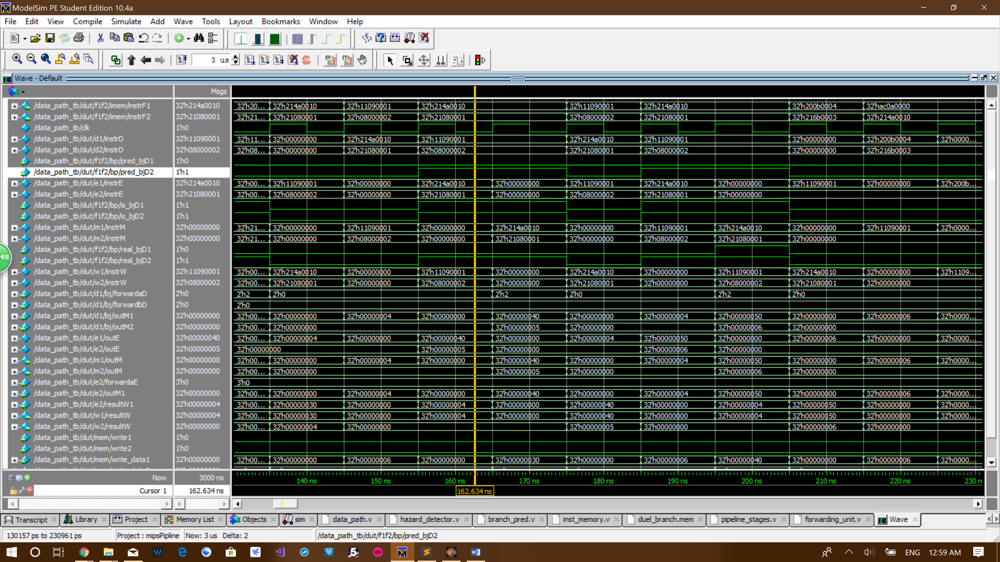 ModelSim PE Student Edition 10.4a
File Edit View Compile Simulate Add Wave Tools Layout Bookmarks Window Help
3 us
Wave - Default
Msgs
/data_path_tb/dut/f1f2/imem/instrF1 32'h214a0010 32'h20... 32'h214a0010 32'h11090001 32'h214a0010 32'h11090001 32'h214a0010 32'h200b0004 32'hac0a0000
/data_path_tb/dut/f1f2/imem/instrF2 32'h21080001 32'h21... 32'h21080001 32'h08000002 32'h21080001 32'h08000002 32'h21080001 32'h216b0003 32'h214a0010
/data_path_tb/clk 1'h0
/data_path_tb/dut/d1/instrD 32'h11090001 32'h11... 32'h00000000 32'h214a0010 32'h11090001 32'h214a0010 32'h11090001 32'h00000000 32'h200b0004 32'h0000...
/data_path_tb/dut/d2/instrD 32'h08000002 32'h08... 32'h00000000 32'h21080001 32'h08000002 32'h21080001 32'h08000002 32'h00000000 32'h216b0003
/data_path_tb/dut/f1f2/bp/pred_bjD1 1'h0
/data_path_tb/dut/f1f2/bp/pred_bjD2 1'h1
/data_path_tb/dut/e1/instrE 32'h214a0010 32'h00... 32'h11090001 32'h00000000 32'h214a0010 32'h00000000 32'h11090001 32'h214a0010 32'h00000000 32'h11090001 32'h00000000 32'h200b...
/data_path_tb/dut/e2/instrE 32'h21080001 32'h00... 32'h08000002 32'h00000000 32'h21080001 32'h00000000 32'h08000002 32'h21080001 32'h00000000
/data_path_tb/dut/f1f2/bp/is_bjD1 1'h1
/data_path_tb/dut/f1f2/bp/is_bjD2 1'h1
/data_path_tb/dut/m1/instrM 32'h00000000 32'h21... 32'h00000000 32'h11090001 32'h00000000 32'h214a0010 32'h00000000 32'h11090001 32'h214a0010 32'h00000000 32'h11090001 32'h0000...
/data_path_tb/dut/m2/instrM 32'h00000000 32'h21... 32'h00000000 32'h08000002 32'h00000000 32'h21080001 32'h00000000 32'h08000002 32'h21080001 32'h00000000
/data_path_tb/dut/f1f2/bp/real_bjD1 1'h0
48
/data_path_tb/dut/f1f2/bp/real_bjD2 1'h1
/data_path_tb/dut/w1/instrW 32'h11090001 32'h00... 32'h214a0010 32'h00000000 32'h11090001 32'h00000000 32'h214a0010 32'h00000000 32'h11090001 32'h214a0010 32'h00000000 32'h1109...
/data_path_tb/dut/w2/instrW 32'h08000002 32'h00... 32'h21080001 32'h00000000 32'h08000002 32'h00000000 32'h21080001 32'h00000000 32'h08000002 32'h21080001 32'h00000000
/data_path_tb/dut/d1/bj/forwardaD 2'h0 2'h2 2'h0 2'h2 2'h0 2'h2 2'h0
/data_path_tb/dut/d1/bj/forwardbD 2'h0 2'h0
/data_path_tb/dut/d1/bj/outM1 32'h00000000 32'h00... 32'h00000000 32'h00000004 32'h00000000 32'h00000040 32'h00000000 32'h00000004 32'h00000050 32'h00000000 32'h00000006 32'h0000...
/data_path_tb/dut/d1/bj/outM2 32'h00000000 32'h00... 32'h00000000 32'h00000005 32'h00000000 32'h00000006 32'h00000000
/data_path_tb/dut/e1/outE 32'h00000040 32'h00... 32'h00000004 32'h00000000 32'h00000040 32'h00000000 32'h00000004 32'h00000050 32'h00000000 32'h00000006 32'h00000000 32'h0000...
/data_path_tb/dut/e2/outE 32'h00000005 32'h00000000 32'h00000005 32'h00000000 32'h00000006 32'h00000000
/data_path_tb/dut/m1/outM 32'h00000000 32'h00... 32'h00000000 32'h00000004 32'h00000000 32'h00000040 32'h00000000 32'h00000004 32'h00000050 32'h00000000 32'h00000006 32'h0000...
/data_path_tb/dut/m2/outM 32'h00000000 32'h00... 32'h00000000 32'h00000005 32'h00000000 32'h00000006 32'h00000000
/data_path_tb/dut/e2/forwardaE 3'h0 3'h0
/data_path_tb/dut/e2/outM1 32'h00000000 32'h00... 32'h00000000 32'h00000004 32'h00000000 32'h00000040 32'h00000000 32'h00000004 32'h00000050 32'h00000000 32'h00000006 32'h0000...
/data_path_tb/dut/e2/resultW1 32'h00000004 32'h00... 32'h00000030 32'h00000000 32'h00000004 32'h00000000 32'h00000040 32'h00000000 32'h00000004 32'h00000050 32'h00000000 32'h0000...
/data_path_tb/dut/w1/resultW 32'h00000004 32'h00... 32'h00000030 32'h00000000 32'h00000004 32'h00000000 32'h00000040 32'h00000000 32'h00000004 32'h00000050 32'h00000000 32'h0000...
/data_path_tb/dut/w2/resultW 32'h00000000 32'h00... 32'h00000004 32'h00000000 32'h00000005 32'h00000000 32'h00000006 32'h00000000
/data_path_tb/dut/mem/write1 1'h0
/data_path_tb/dut/mem/write2 1'h0
/data_path_tb/dut/mem/write_data1 32'h00000000 32'h00... 32'h00000000 32'h00000006 32'h00000000 32'h00000030 32'h00000000 32'h00000006 32'h00000040 32'h00000000 32'h00000006 32'h0000...
Now 3000 ns 140 ns 150 ns 160 ns 170 ns 180 ns 190 ns 200 ns 210 ns 220 ns 230 n
Cursor 1 162.634 ns 162.634 ns
Transcript Library Project Memory List Objects sim data_path.v hazard_detector.v branch_pred.v inst_memory.v duel_branch.mem pipeline_stages.v forwarding_unit.v Wave
130157 ps to 230961 ps Project : mipsPipline Now: 3 us Delta: 2 /data_path_tb/dut/f1f2/bp/pred_bjD2
ENG 12:59 AM